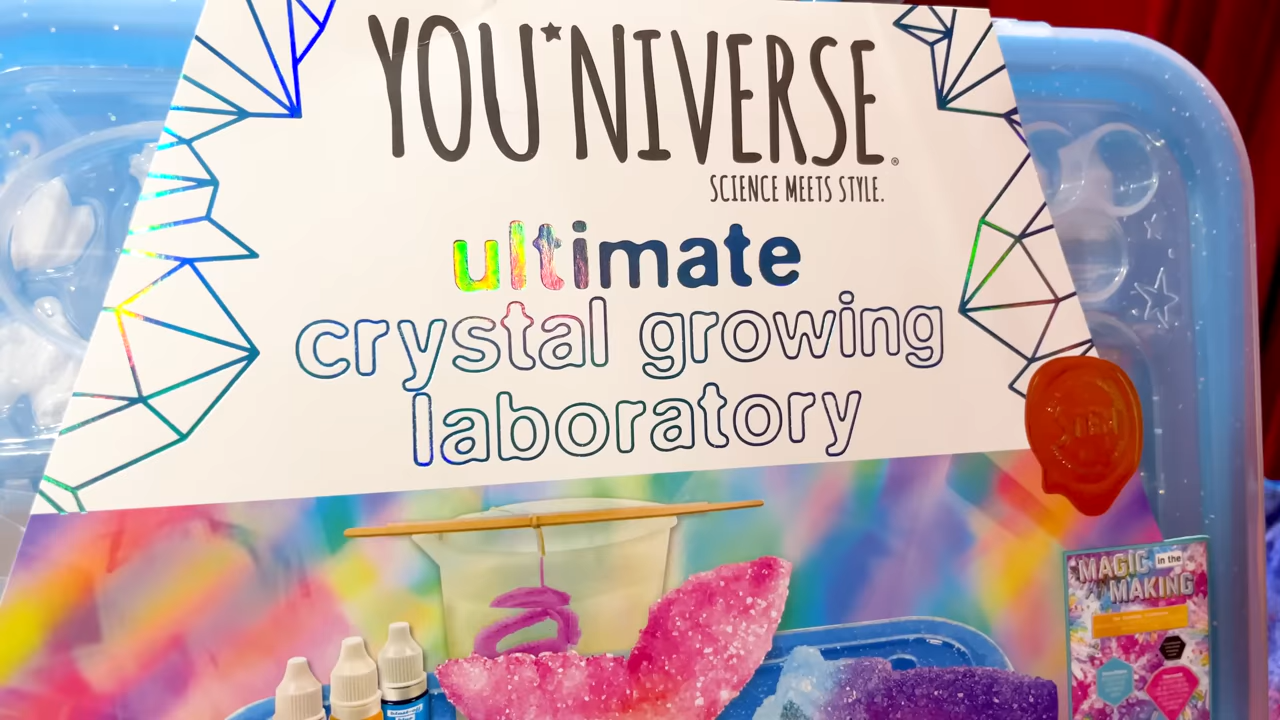 YOU*NIVERSE®
SCIENCE MEETS STYLE.
ultimate
crystal growing
laboratory
MAGIC in the
MAKING